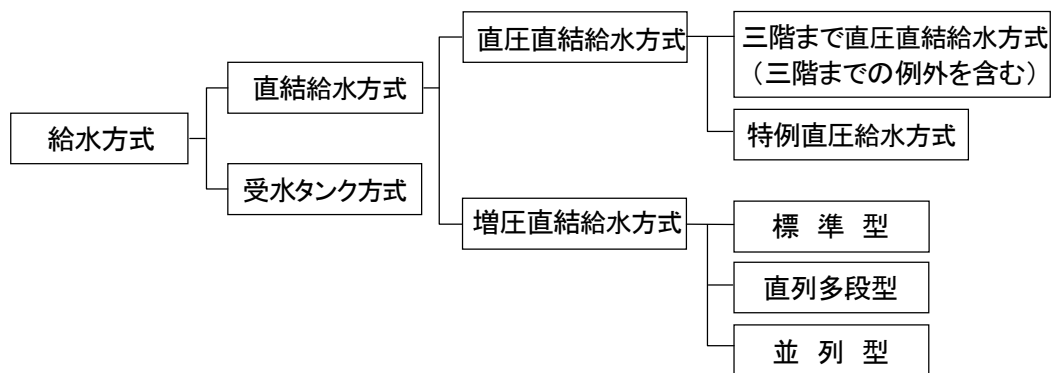 給水方式
直結給水方式
受水タンク方式
直圧直結給水方式
増圧直結給水方式
三階まで直圧直結給水方式
（三階までの例外を含む）
特例直圧給水方式
標 準 型
直列多段型
並 列 型